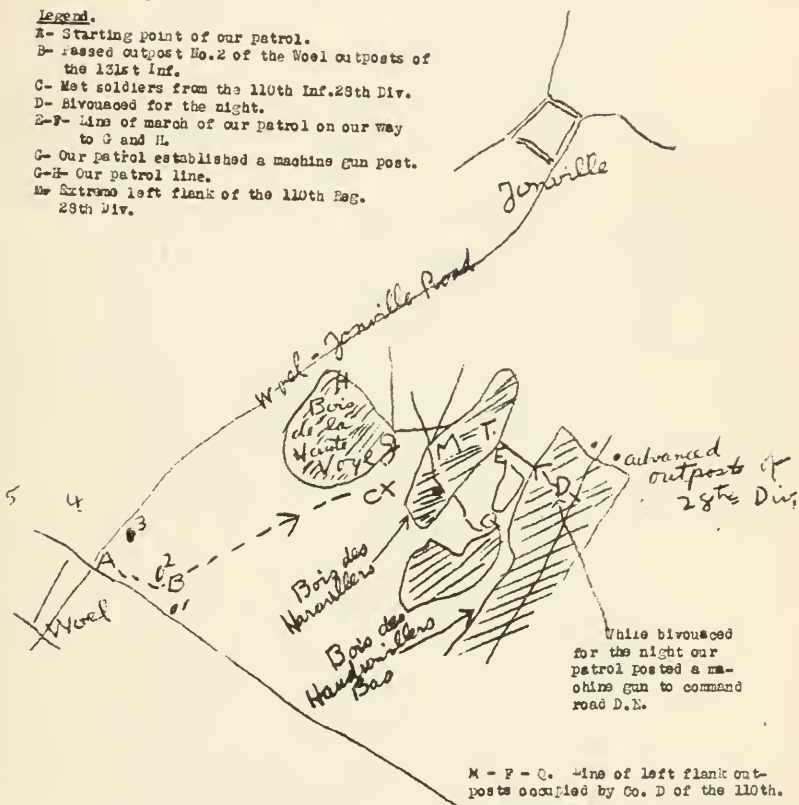 Legend.
A- Starting point of our patrol.
B- Passed outpost No.2 of the Woel outposts of
the 131st Inf.
C- Met soldiers from the 110th Inf.28th Div.
D- Bivouaced for the night.
E-F- Line of march of our patrol on our way
to G and H.
G- Our patrol established a machine gun post.
G-H- Our patrol line.
M- Extreme left flank of the 110th Reg.
28th Div.
Jonville
Woel - Jonville Road
H
Bois
de la
Haute
Voye
G
M - F.
E
D
advanced
outposts of
28th Div.
CX
Q
5 4
3
A
2
B
1
Woel
Bois des
Haravillers
Bois des
Haudronvillers
Bas
While bivouaced
for the night our
patrol posted a ma-
chine gun to command
road D.E.
M - F - Q. Line of left flank out-
posts occupied by Co. D of the 110th.